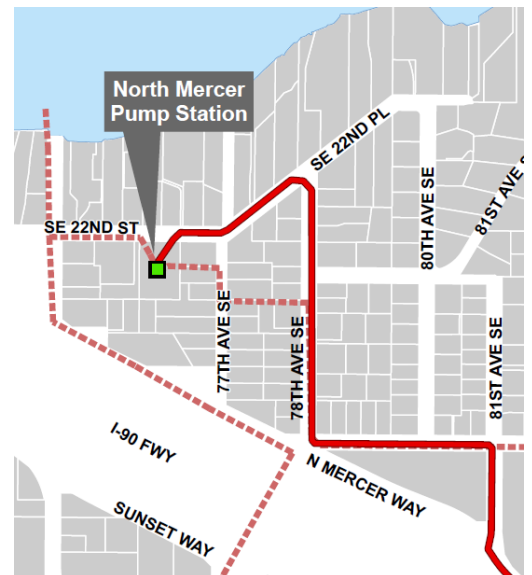 North Mercer
Pump Station
SE 22ND PL
SE 22ND ST
80TH AVE SE
81ST AVE SE
77TH AVE SE
78TH AVE SE
81ST AVE SE
I-90 FWY
N MERCER WAY
SUNSET WAY